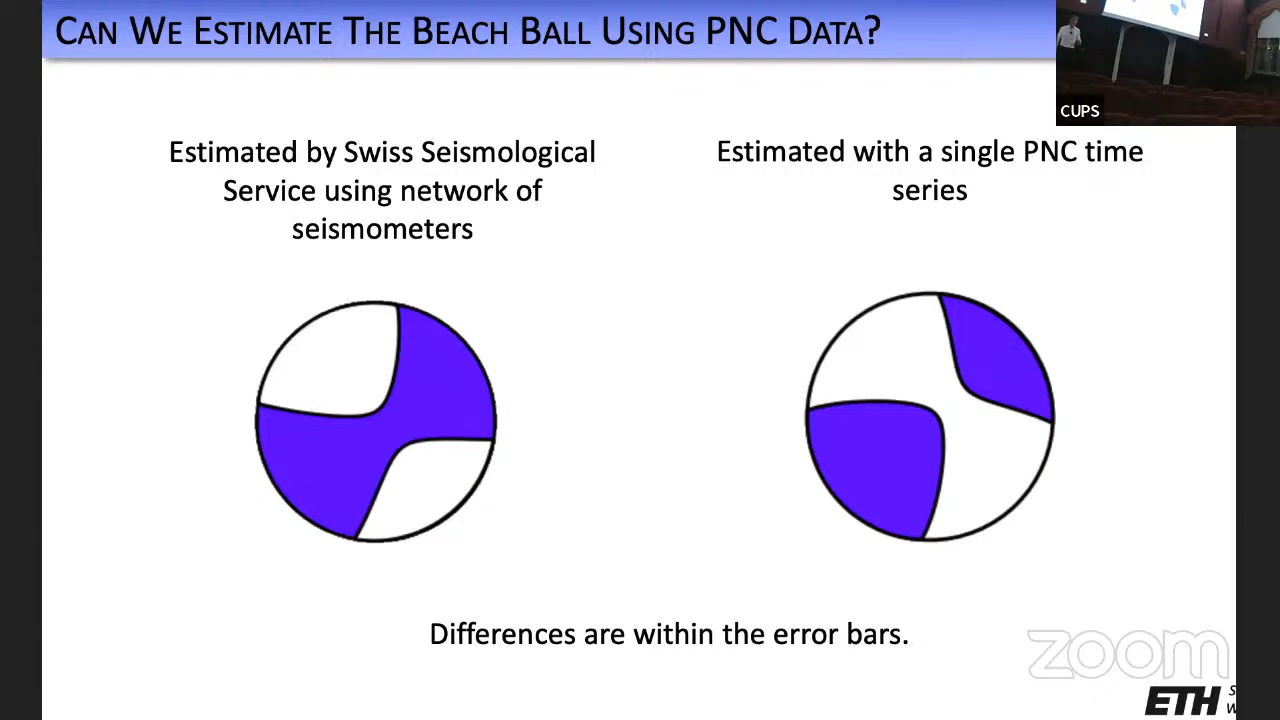 CAN WE ESTIMATE THE BEACH BALL USING PNC DATA?
CUPS
Estimated by Swiss Seismological
Service using network of
seismometers
Estimated with a single PNC time
series
Differences are within the error bars.
zoom
ETH